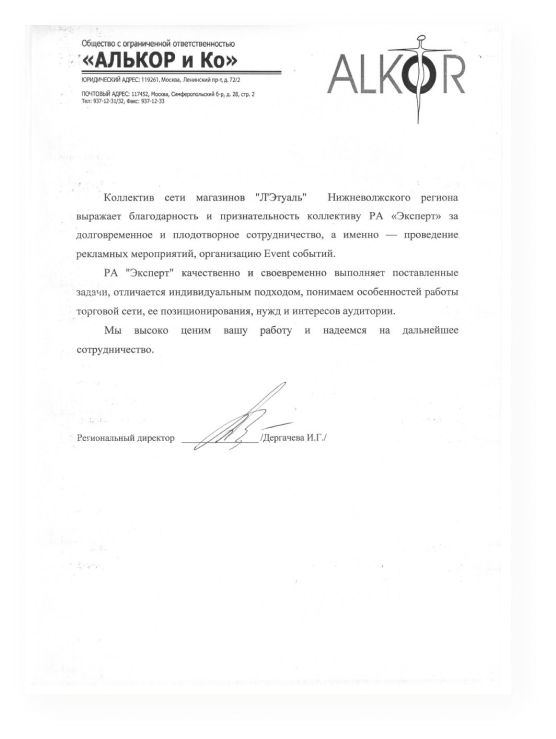 Общество с ограниченной ответственностью
«АЛЬКОР и Ко»
ЮРИДИЧЕСКИЙ АДРЕС: 119261, Москва, Ленинский пр-т, д. 72/2
ПОЧТОВЫЙ АДРЕС: 117452, Москва, Симферопольский б-р, д. 28, стр. 2
Тел: 937-12-31/32, Факс: 937-12-33
ALKOR
Коллектив сети магазинов "Л'Этуаль" Нижневолжского региона
выражает благодарность и признательность коллективу РА «Эксперт» за
долговременное и плодотворное сотрудничество, а именно — проведение
рекламных мероприятий, организацию Event событий.
РА "Эксперт" качественно и своевременно выполняет поставленные
задачи, отличается индивидуальным подходом, понимаем особенностей работы
торговой сети, ее позиционирования, нужд и интересов аудитории.
Мы высоко ценим вашу работу и надеемся на дальнейшее
сотрудничество.
Региональный директор /Дергачева И.Г./